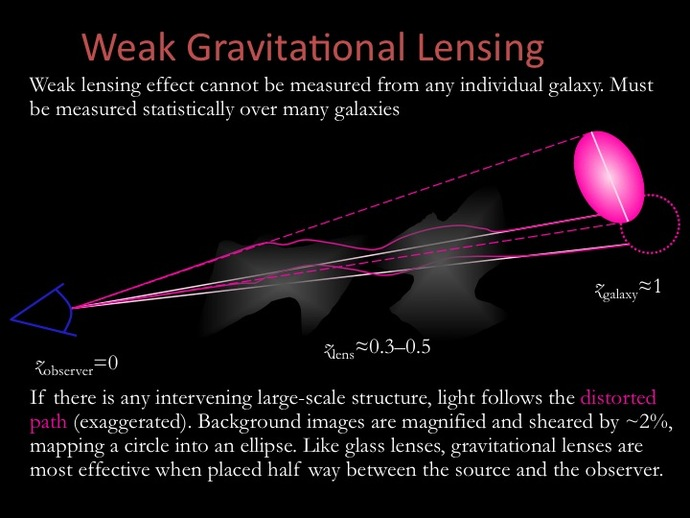 Weak Gravitational Lensing
Weak lensing effect cannot be measured from any individual galaxy. Must
be measured statistically over many galaxies
z_galaxy≈1
z_lens≈0.3–0.5
z_observer=0
If there is any intervening large-scale structure, light follows the distorted
path (exaggerated). Background images are magnified and sheared by ~2%,
mapping a circle into an ellipse. Like glass lenses, gravitational lenses are
most effective when placed half way between the source and the observer.